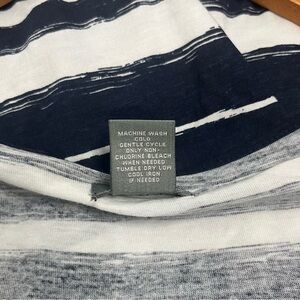 MACHINE WASH
COLD
GENTLE CYCLE
ONLY NON-
CHLORINE BLEACH
WHEN NEEDED
TUMBLE DRY LOW
COOL IRON
IF NEEDED